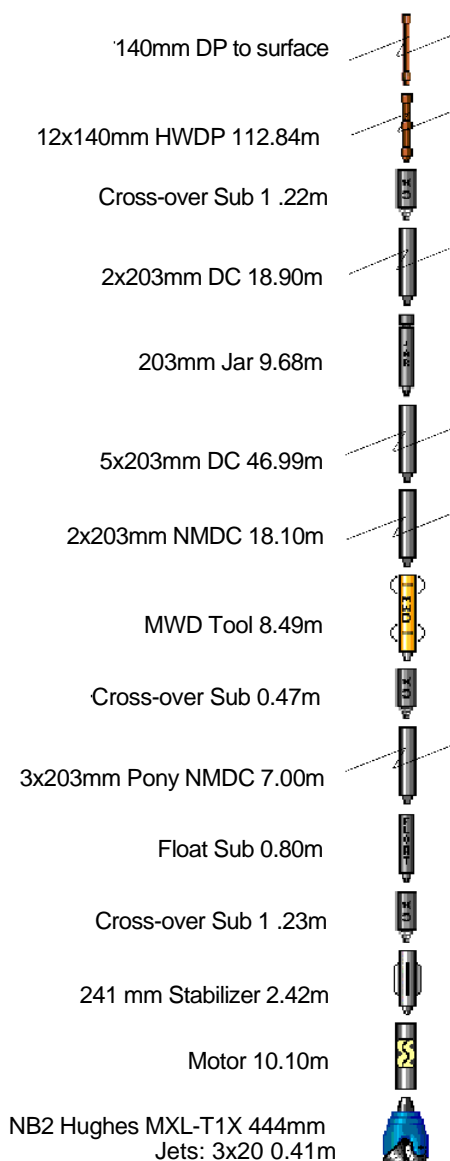 140mm DP to surface
12x140mm HWDP 112.84m
Cross-over Sub 1 .22m
2x203mm DC 18.90m
203mm Jar 9.68m
JAR
5x203mm DC 46.99m
2x203mm NMDC 18.10m
MWD Tool 8.49m
MWD
Cross-over Sub 0.47m
3x203mm Pony NMDC 7.00m
Float Sub 0.80m
FLOAT
Cross-over Sub 1 .23m
241 mm Stabilizer 2.42m
Motor 10.10m
NB2 Hughes MXL-T1X 444mm
Jets: 3x20 0.41m